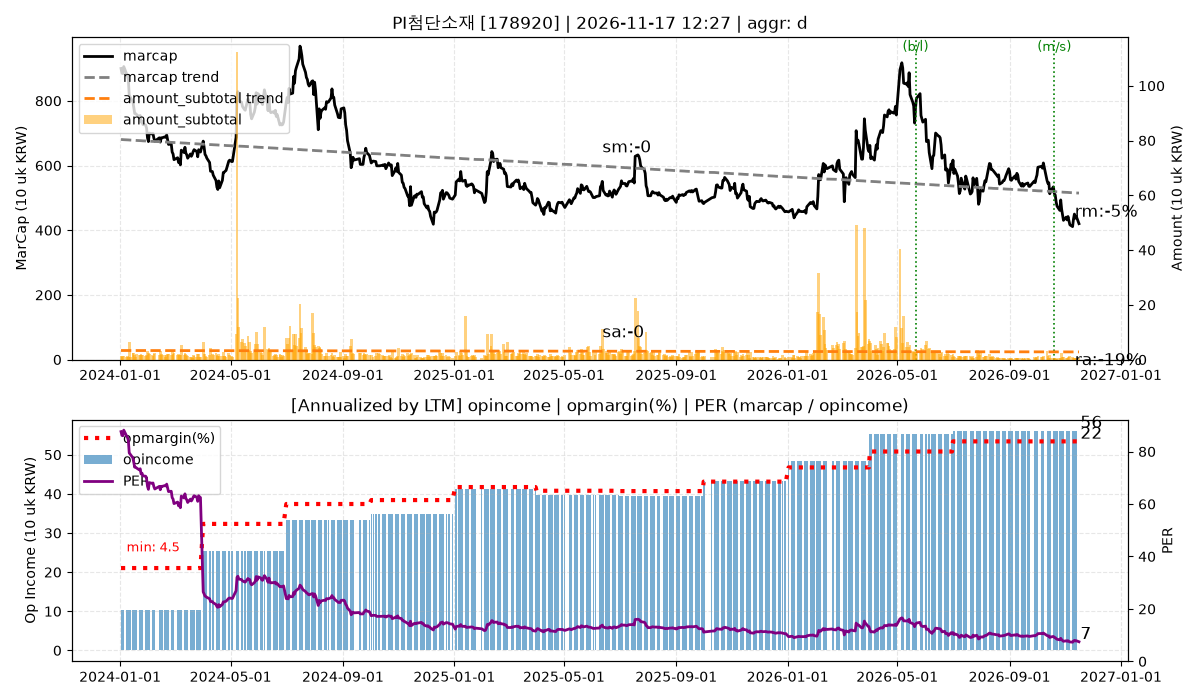 PI첨단소재 [178920] | 2026-11-17 12:27 | aggr: d
marcap
marcap trend
amount_subtotal trend
amount_subtotal
(b/l)
(m/s)
sm:-0
rm:-5%
sa:-0
ra:-19%
MarCap (10 uk KRW)
800
600
400
200
0
Amount (10 uk KRW)
100
80
60
40
20
0
2024-01-01
2024-05-01
2024-09-01
2025-01-01
2025-05-01
2025-09-01
2026-01-01
2026-05-01
2026-09-01
2027-01-01
[Annualized by LTM] opincome | opmargin(%) | PER (marcap / opincome)
opmargin(%)
opincome
PER
min: 4.5
56
22
7
Op Income (10 uk KRW)
50
40
30
20
10
0
PER
80
60
40
20
0
2024-01-01
2024-05-01
2024-09-01
2025-01-01
2025-05-01
2025-09-01
2026-01-01
2026-05-01
2026-09-01
2027-01-01